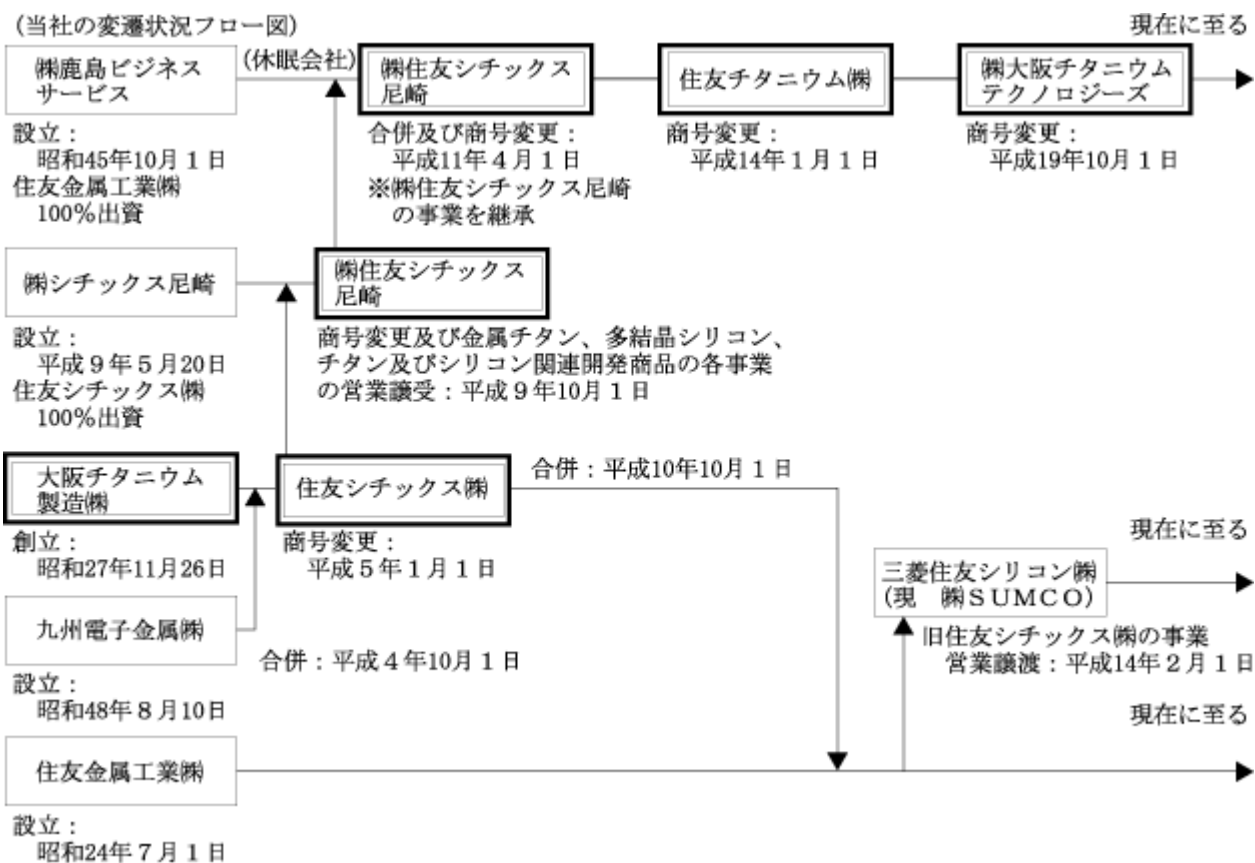 (当社の変遷状況フロー図)
現在に至る
㈱鹿島ビジネス
サービス
(休眠会社)
㈱住友シチックス
尼崎
住友チタニウム㈱
㈱大阪チタニウム
テクノロジーズ
設立：
昭和45年10月１日
住友金属工業㈱
100％出資
合併及び商号変更：
平成11年４月１日
※㈱住友シチックス尼崎
の事業を継承
商号変更：
平成14年１月１日
商号変更：
平成19年10月１日
㈱シチックス尼崎
㈱住友シチックス
尼崎
設立：
平成９年５月20日
住友シチックス㈱
100％出資
商号変更及び金属チタン、多結晶シリコン、
チタン及びシリコン関連開発商品の各事業
の営業譲受：平成９年10月１日
大阪チタニウム
製造㈱
住友シチックス㈱
合併：平成10年10月１日
創立：
昭和27年11月26日
商号変更：
平成５年１月１日
現在に至る
三菱住友シリコン㈱
(現　㈱ＳＵＭＣＯ)
九州電子金属㈱
合併：平成４年10月１日
旧住友シチックス㈱の事業
営業譲渡：平成14年２月１日
設立：
昭和48年８月10日
現在に至る
住友金属工業㈱
設立：
昭和24年７月１日